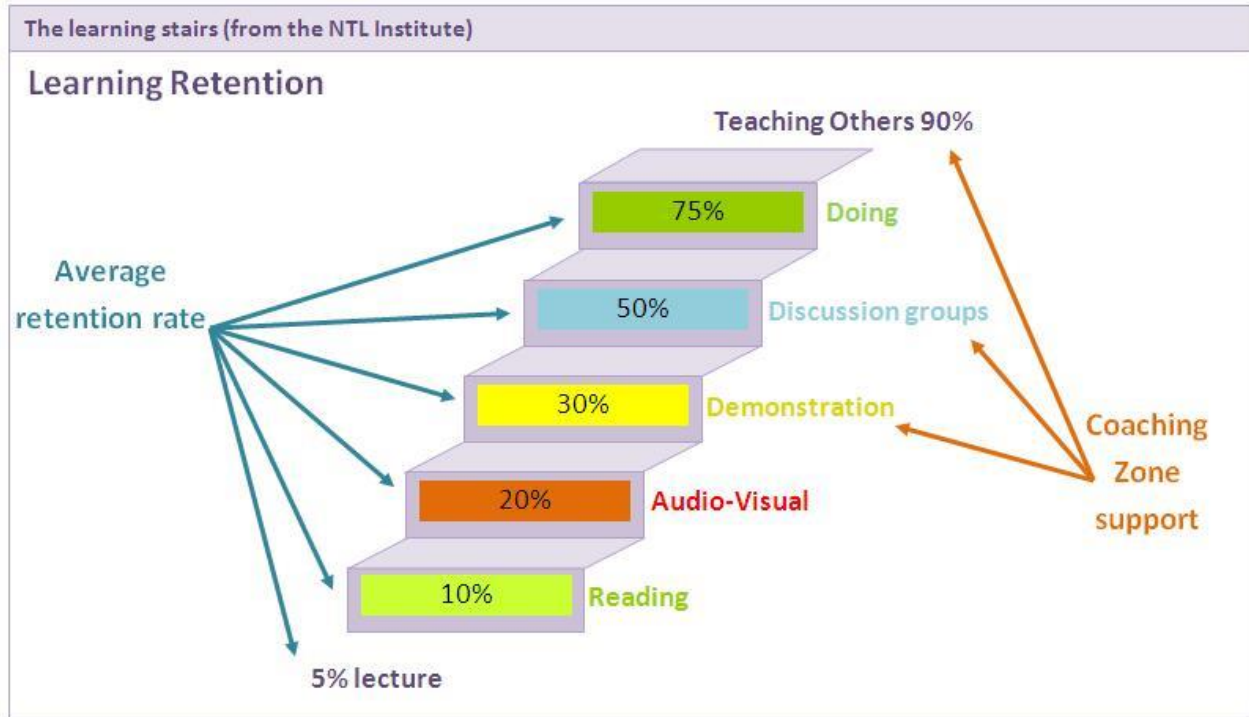 The learning stairs (from the NTL Institute)
Learning Retention
Teaching Others 90%
75%
Doing
Average
retention rate
50%
Discussion groups
30%
Demonstration
Coaching
Zone
support
20%
Audio-Visual
10%
Reading
5% lecture